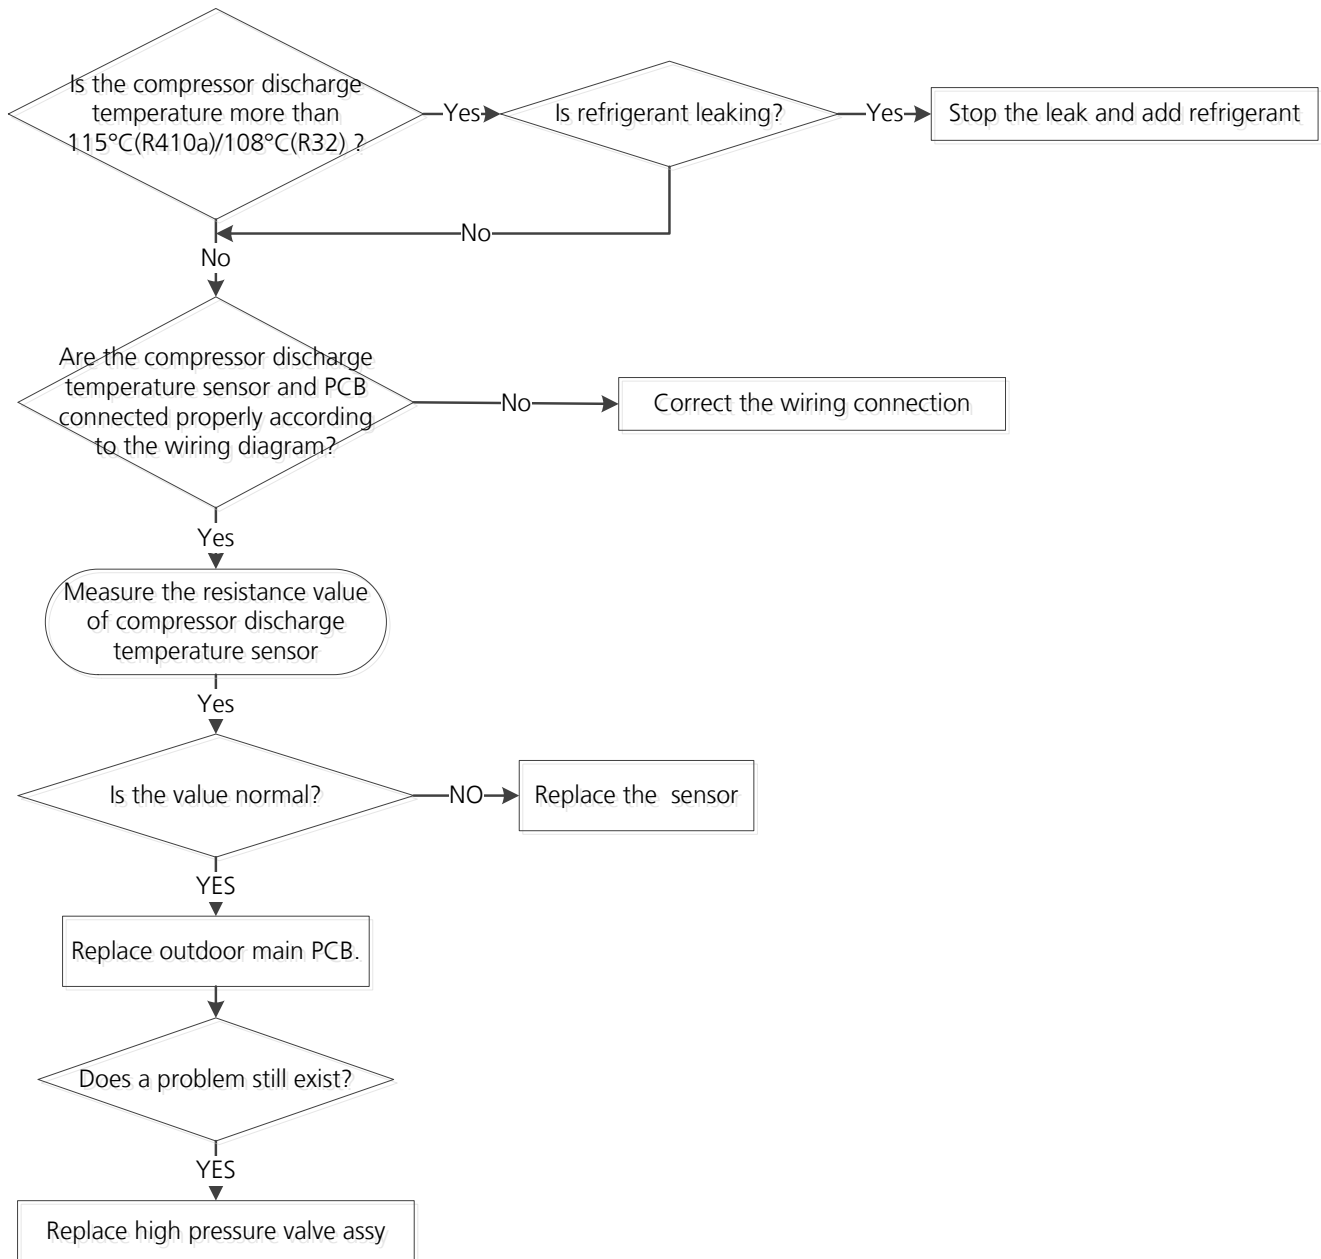 Is the compressor discharge
temperature more than
115°C(R410a)/108°C(R32) ?
Yes
Is refrigerant leaking?
Yes
Stop the leak and add refrigerant
No
No
Are the compressor discharge
temperature sensor and PCB
connected properly according
to the wiring diagram?
No
Correct the wiring connection
Yes
Measure the resistance value
of compressor discharge
temperature sensor
Yes
Is the value normal?
NO
Replace the  sensor
YES
Replace outdoor main PCB.
Does a problem still exist?
YES
Replace high pressure valve assy